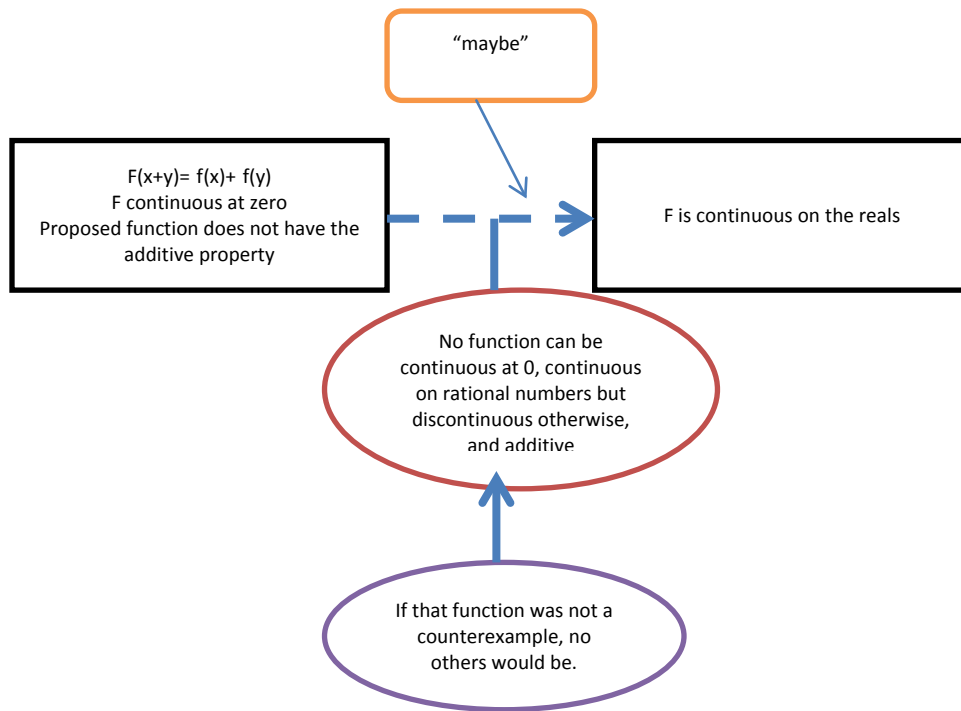 “maybe”
F(x+y)= f(x)+ f(y)
F continuous at zero
Proposed function does not have the
additive property
F is continuous on the reals
No function can be
continuous at 0, continuous
on rational numbers but
discontinuous otherwise,
and additive
If that function was not a
counterexample, no
others would be.